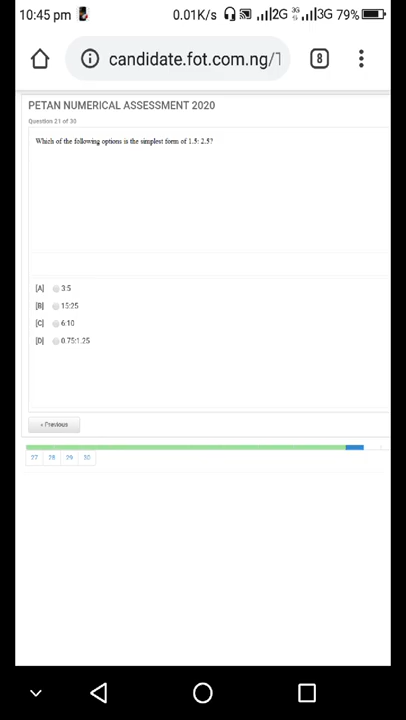 10:45 pm 0.01K/s 2G 3G 3G 79%
candidate.fot.com.ng/ 8
PETAN NUMERICAL ASSESSMENT 2020
Question 21 of 30
Which of the following options is the simplest form of 1.5: 2.5?
[A] 3:5
[B] 15:25
[C] 6:10
[D] 0.75:1.25
« Previous
27 28 29 30